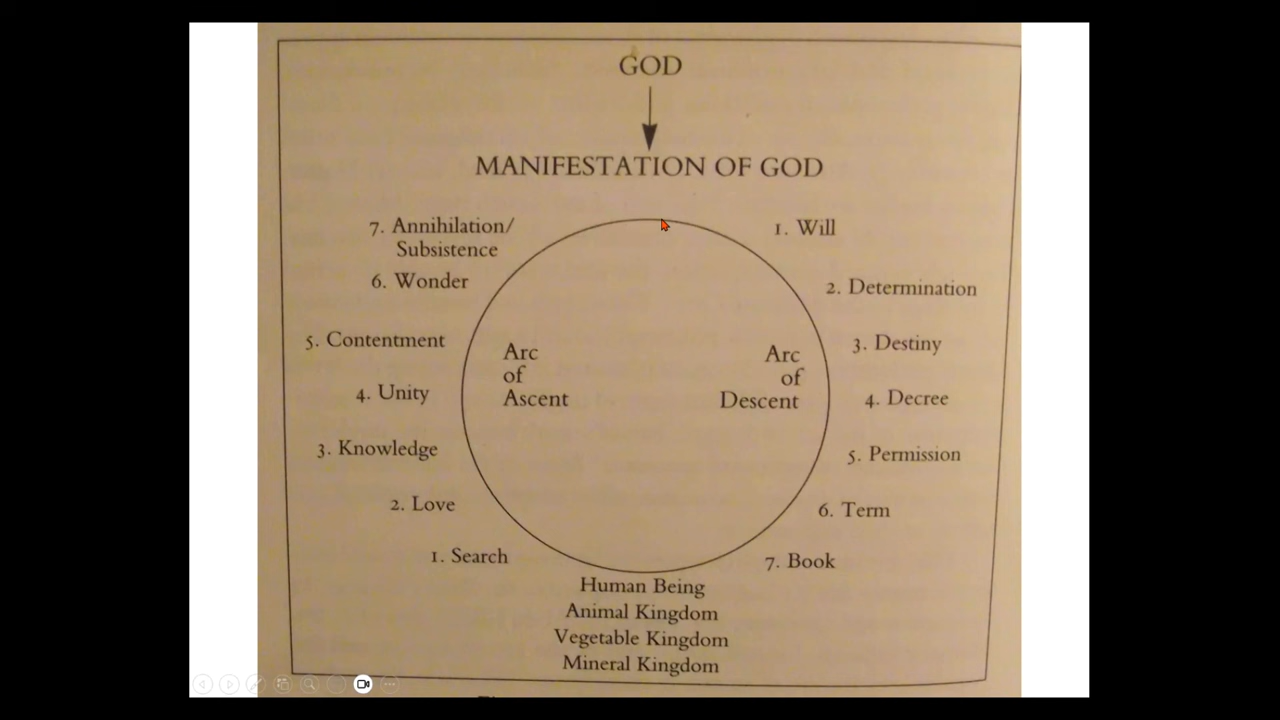 GOD
MANIFESTATION OF GOD
7. Annihilation/
Subsistence
6. Wonder
5. Contentment
4. Unity
3. Knowledge
2. Love
1. Search
Arc
of
Ascent
Arc
of
Descent
1. Will
2. Determination
3. Destiny
4. Decree
5. Permission
6. Term
7. Book
Human Being
Animal Kingdom
Vegetable Kingdom
Mineral Kingdom